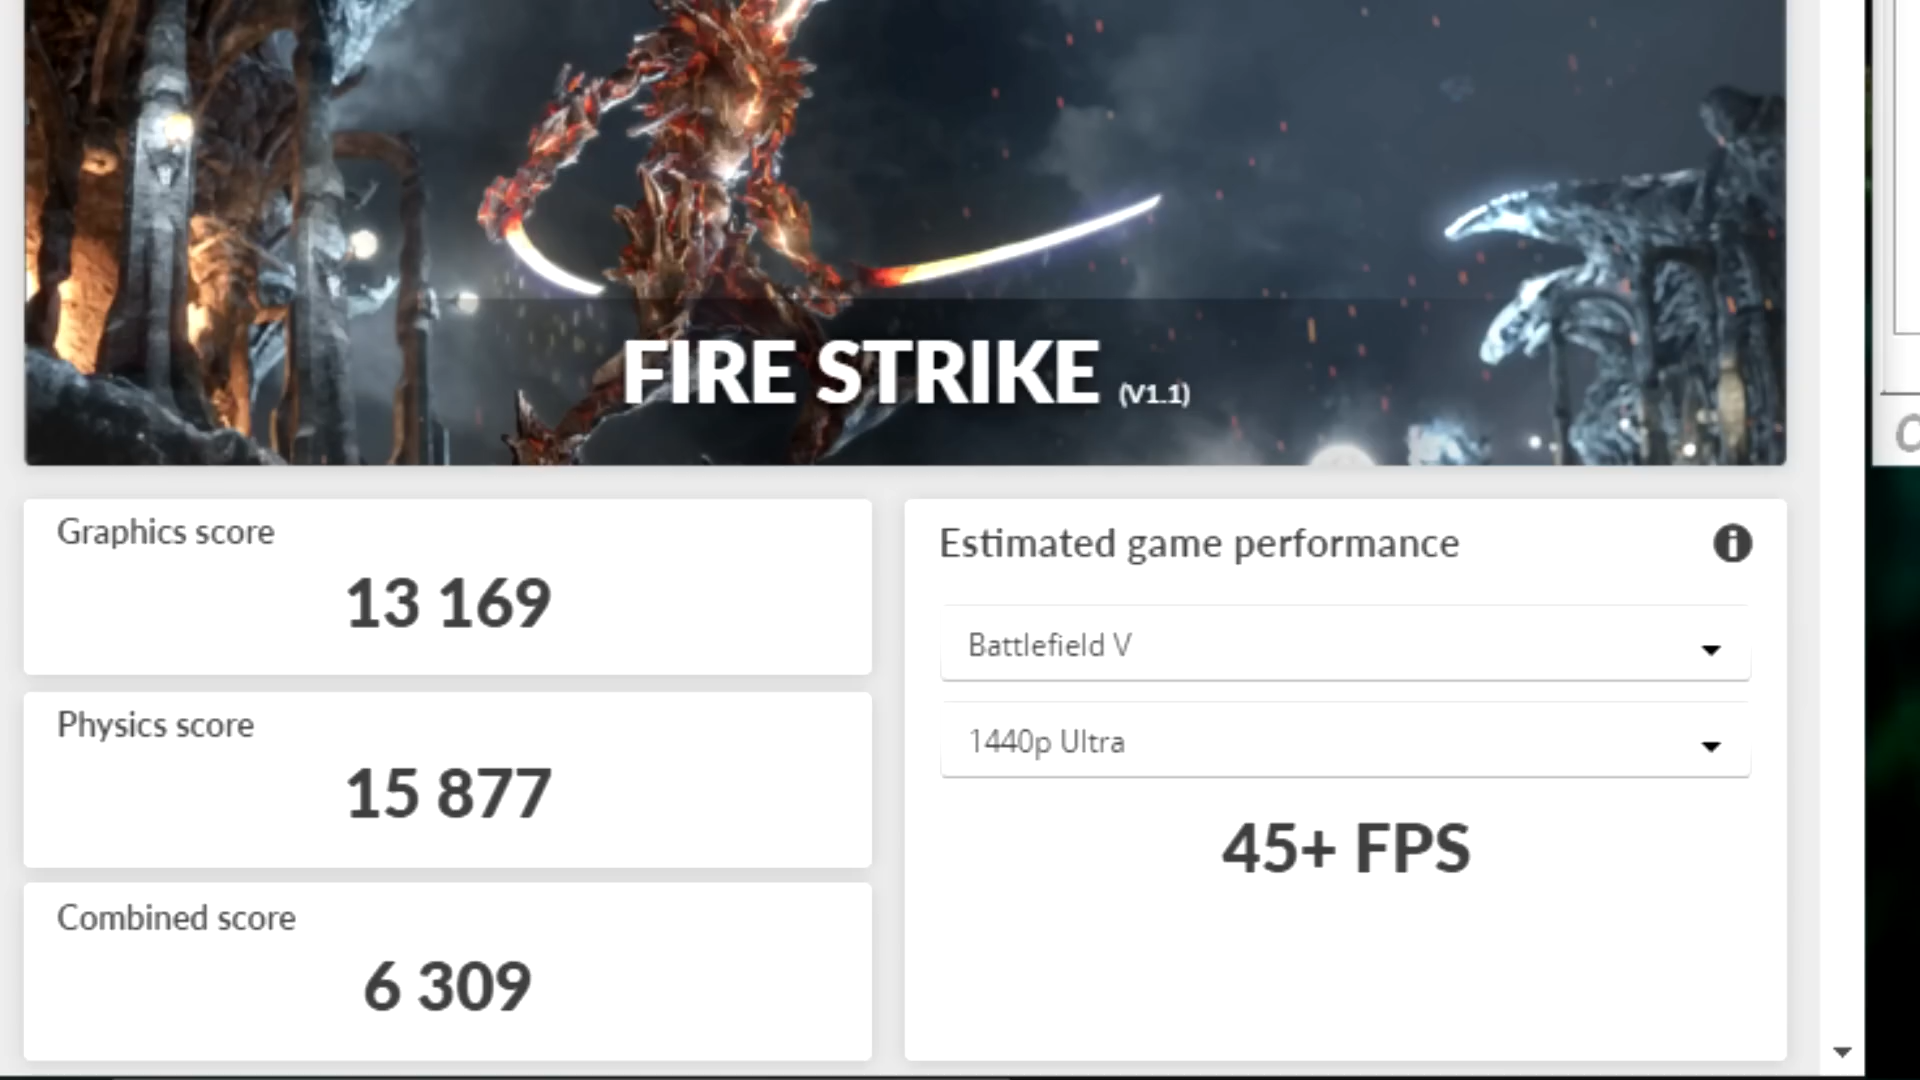 FIRE STRIKE (V1.1)
Graphics score
13 169
Physics score
15 877
Combined score
6 309
Estimated game performance
Battlefield V
1440p Ultra
45+ FPS